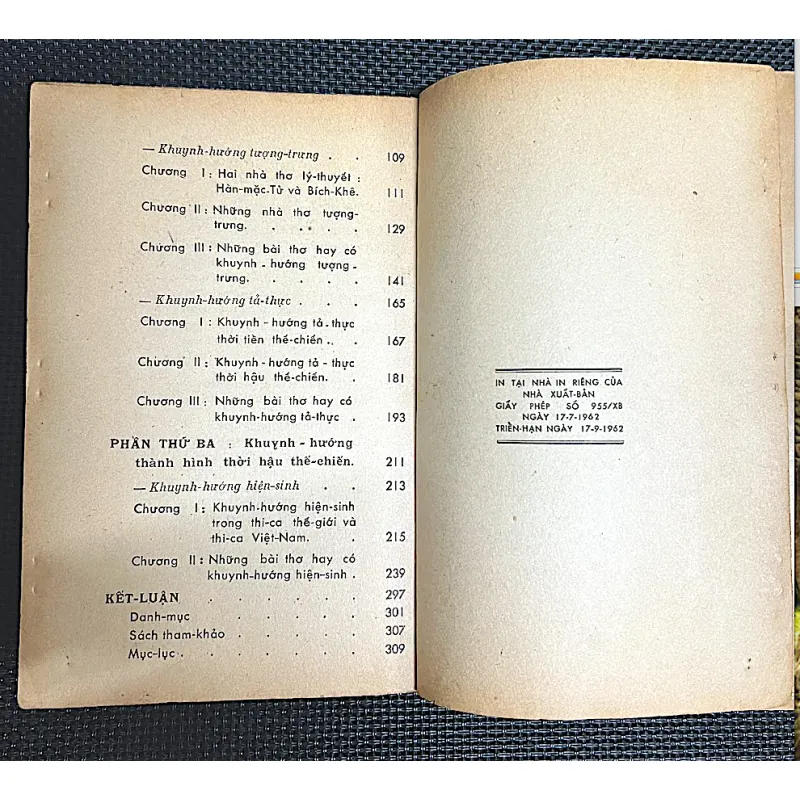 — Khuynh-hướng tượng-trưng . . 109
Chương I: Hai nhà thơ lý-thuyết :
Hàn-mặc-Tử và Bích-Khê. 111
Chương II: Những nhà thơ tượng-
trưng. . . . . 129
Chương III: Những bài thơ hay có
khuynh - hướng tượng -
trưng. . . . . 141
— Khuynh-hướng tả-thực . . . 165
Chương I: Khuynh - hướng tả - thực
thời tiền thế-chiến . . 167
Chương II: Khuynh - hướng tả - thực
thời hậu thế-chiến. . 181
Chương III: Những bài thơ hay có
khuynh-hướng tả-thực . 193
PHẦN THỨ BA : Khuynh - hướng
thành hình thời hậu thế-chiến. 211
— Khuynh-hướng hiện-sinh . . 213
Chương I: Khuynh-hướng hiện-sinh
trong thi-ca thế-giới và
thi-ca Việt-Nam. . 215
Chương II: Những bài thơ hay có
khuynh-hướng hiện-sinh . 239
KẾT-LUẬN . . . . . 297
Danh-mục . . . . . 301
Sách tham-khảo . . . . 307
Mục-lục . . . . . 309
IN TẠI NHÀ IN RIÊNG CỦA
NHÀ XUẤT-BẢN
GIẤY PHÉP SỐ 955/XB
NGÀY 17-7-1962
TRIỂN-HẠN NGÀY 17-9-1962